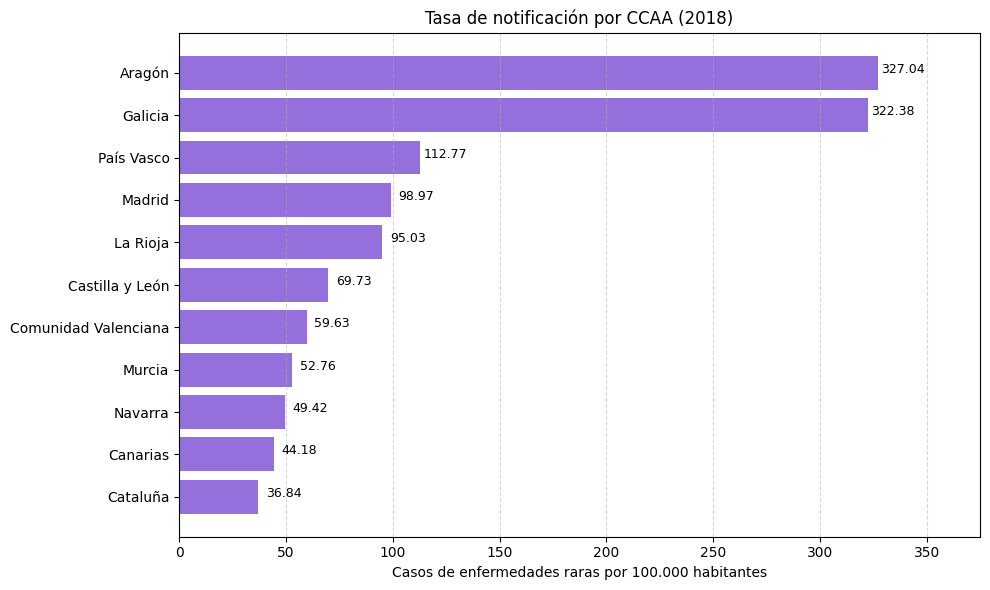 Tasa de notificación por CCAA (2018)
Aragón 327.04
Galicia 322.38
País Vasco 112.77
Madrid 98.97
La Rioja 95.03
Castilla y León 69.73
Comunidad Valenciana 59.63
Murcia 52.76
Navarra 49.42
Canarias 44.18
Cataluña 36.84
0 50 100 150 200 250 300 350
Casos de enfermedades raras por 100.000 habitantes